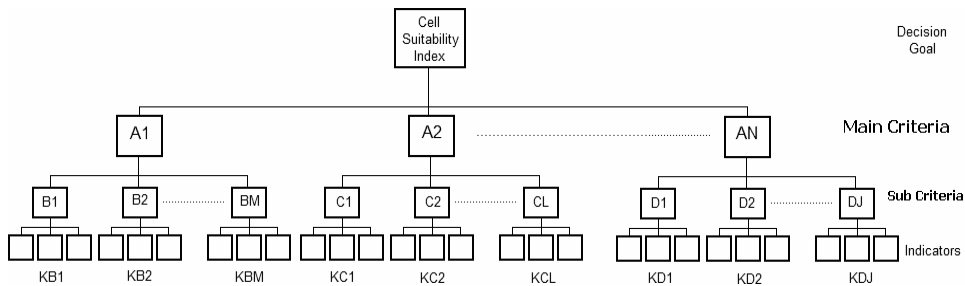 Cell
Suitability
Index
Decision
Goal
A1
A2
AN
Main Criteria
B1
B2
BM
C1
C2
CL
D1
D2
DJ
Sub Criteria
Indicators
KB1
KB2
KBM
KC1
KC2
KCL
KD1
KD2
KDJ